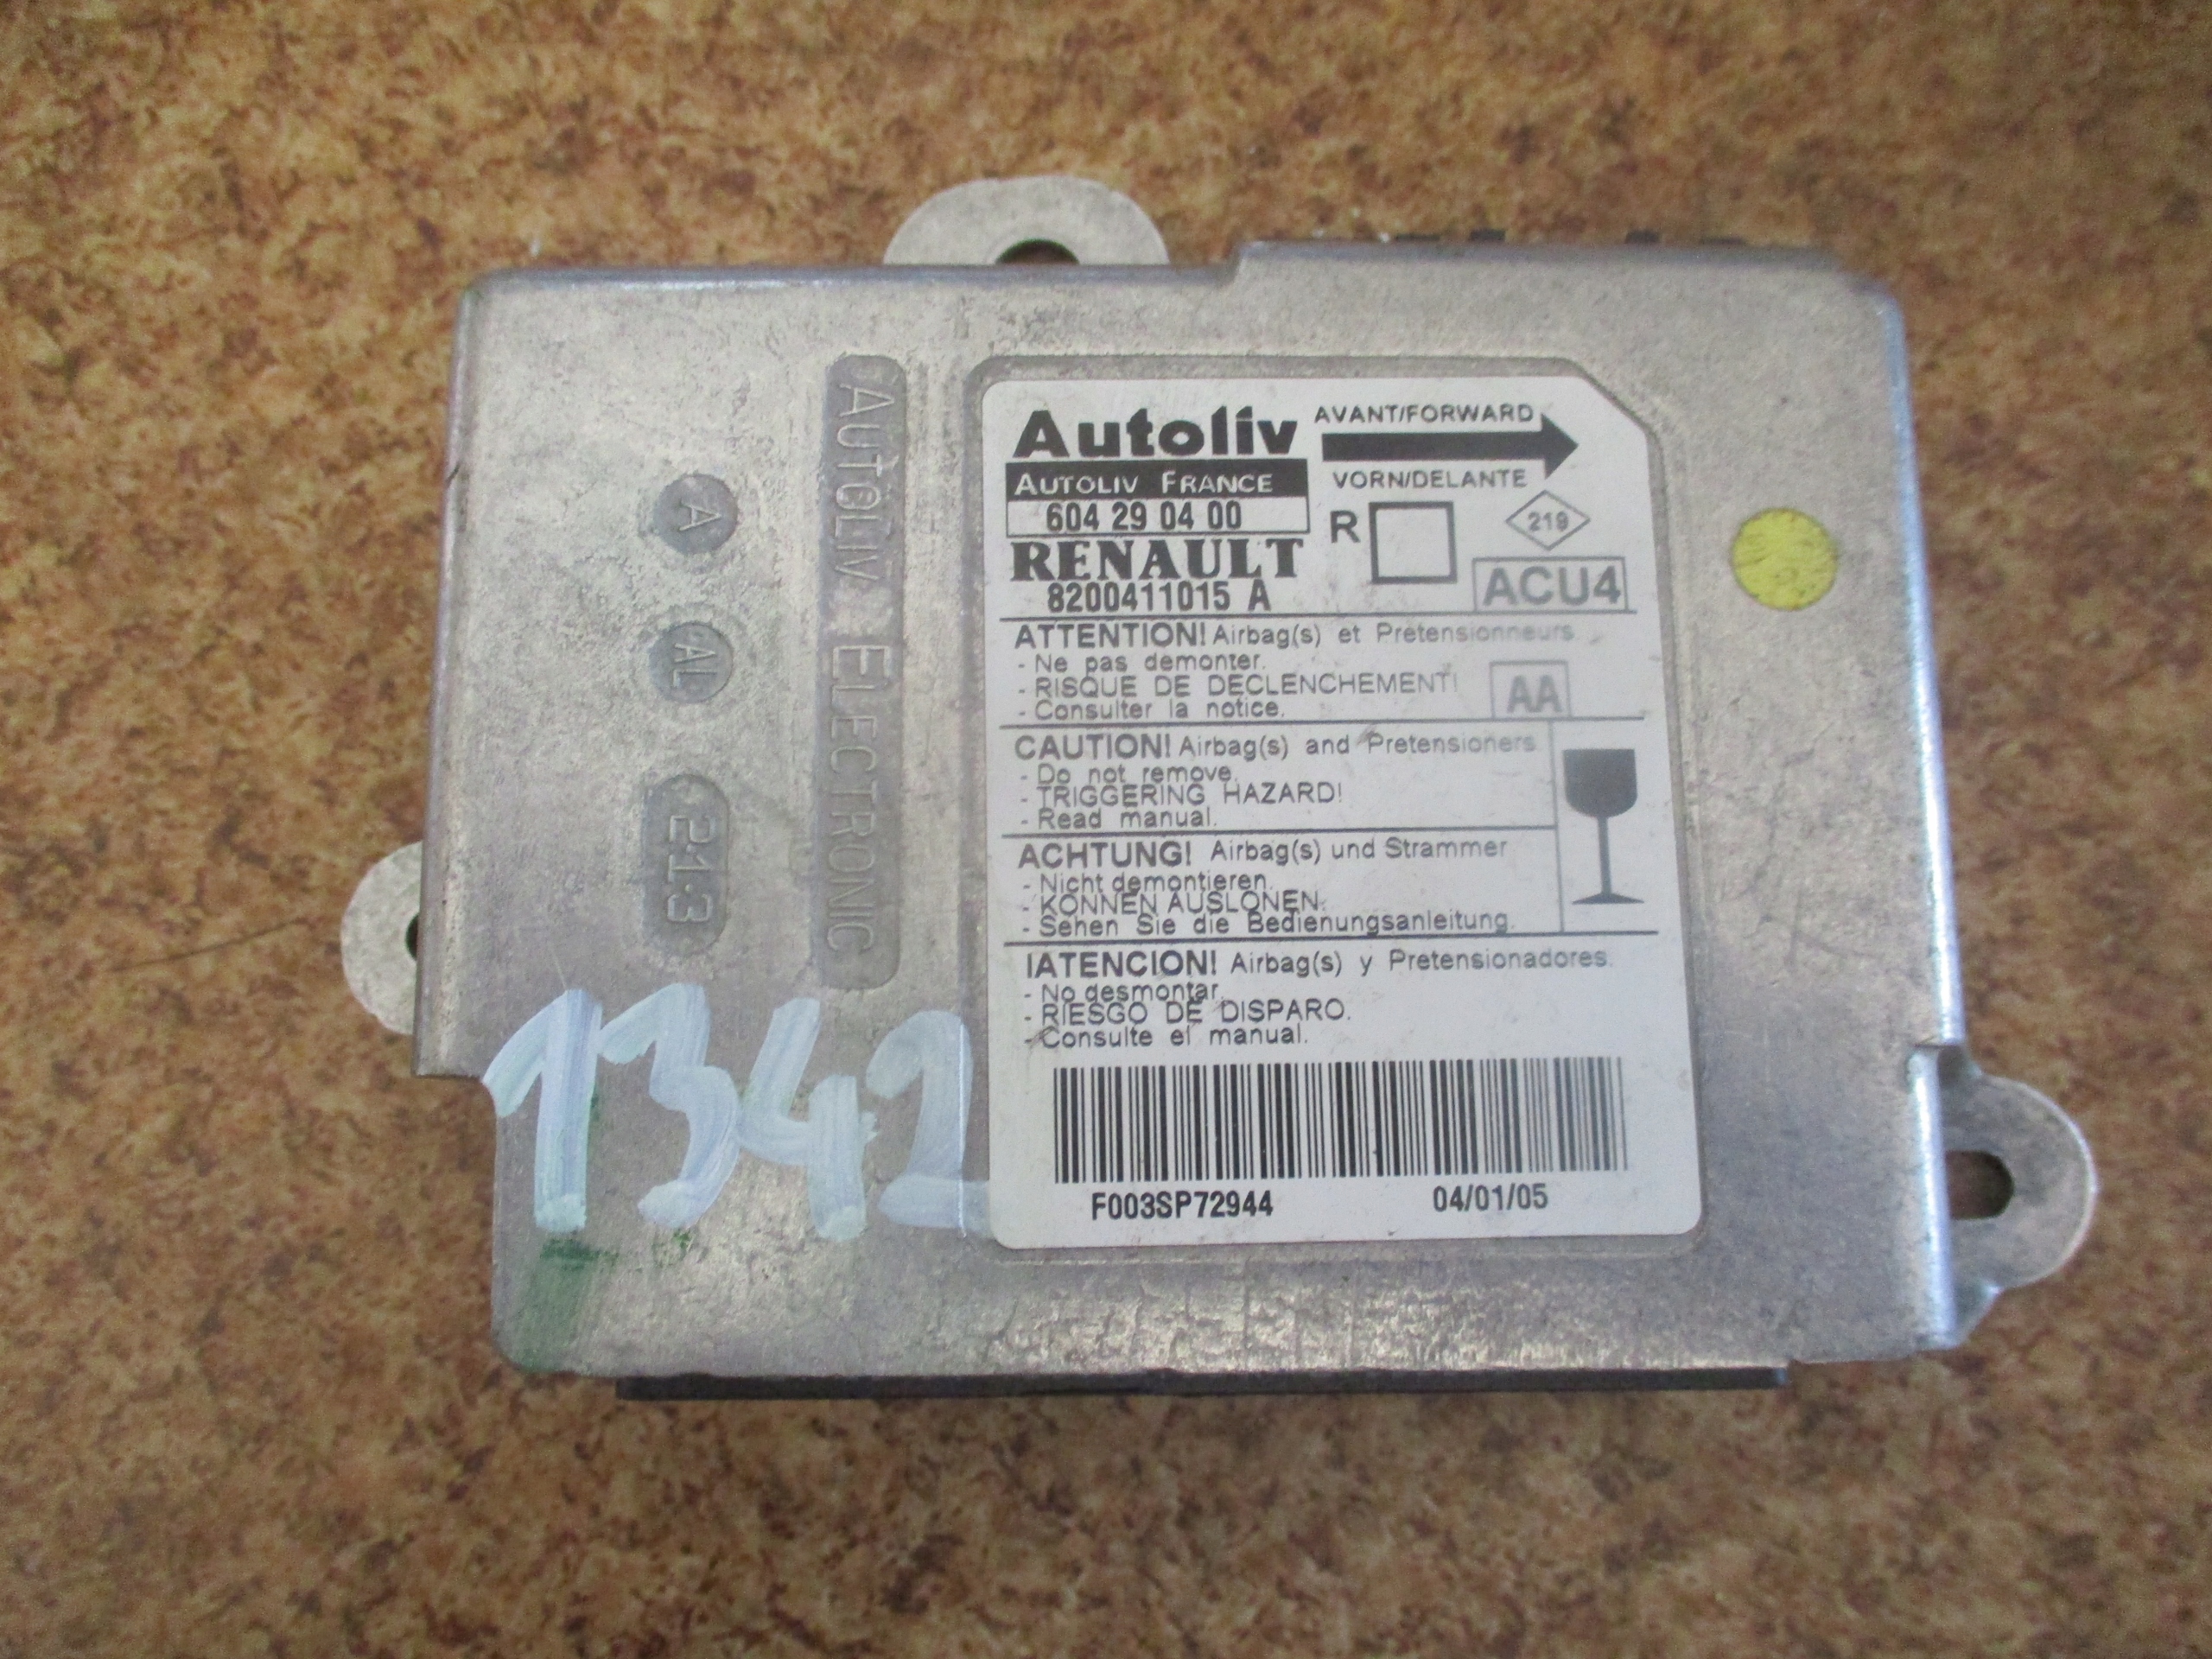 Autoliv
AUTOLIV FRANCE
604 29 04 00
RENAULT
8200411015 A
AVANT/FORWARD
VORN/DELANTE
R
219
ACU4
ATTENTION! Airbag(s) et Pretensionneurs
- Ne pas demonter.
- RISQUE DE DECLENCHEMENT!
- Consulter la notice.
AA
CAUTION! Airbag(s) and Pretensioners
- Do not remove.
- TRIGGERING HAZARD!
- Read manual.
ACHTUNG! Airbag(s) und Strammer
- Nicht demontieren.
- KONNEN AUSLONEN.
- Sehen Sie die Bedienungsanleitung.
IATENCION! Airbag(s) y Pretensionadores.
- No desmontar.
- RIESGO DE DISPARO.
- Consulte el manual.
F003SP72944 04/01/05
AUTOLIV ELECTRONIC
A
AL
21.3
1342